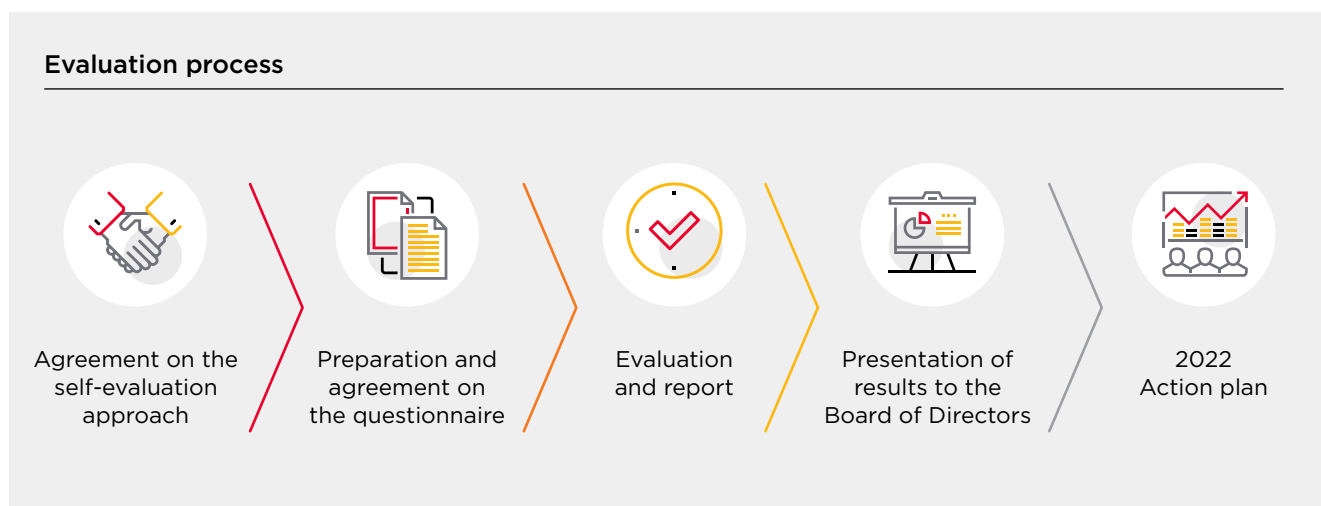 Evaluation process
Agreement on the
self-evaluation
approach
Preparation and
agreement on
the questionnaire
Evaluation
and report
Presentation of
results to the
Board of Directors
2022
Action plan